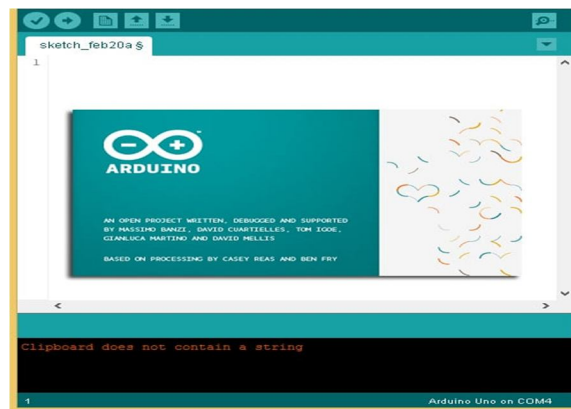 sketch_feb20a §
1
ARDUINO
AN OPEN PROJECT WRITTEN, DEBUGGED AND SUPPORTED
BY MASSIMO BANZI, DAVID CUARTIELLES, TOM IGOE,
GIANLUCA MARTINO AND DAVID MELLIS
BASED ON PROCESSING BY CASEY REAS AND BEN FRY
Clipboard does not contain a string
1 Arduino Uno on COM4